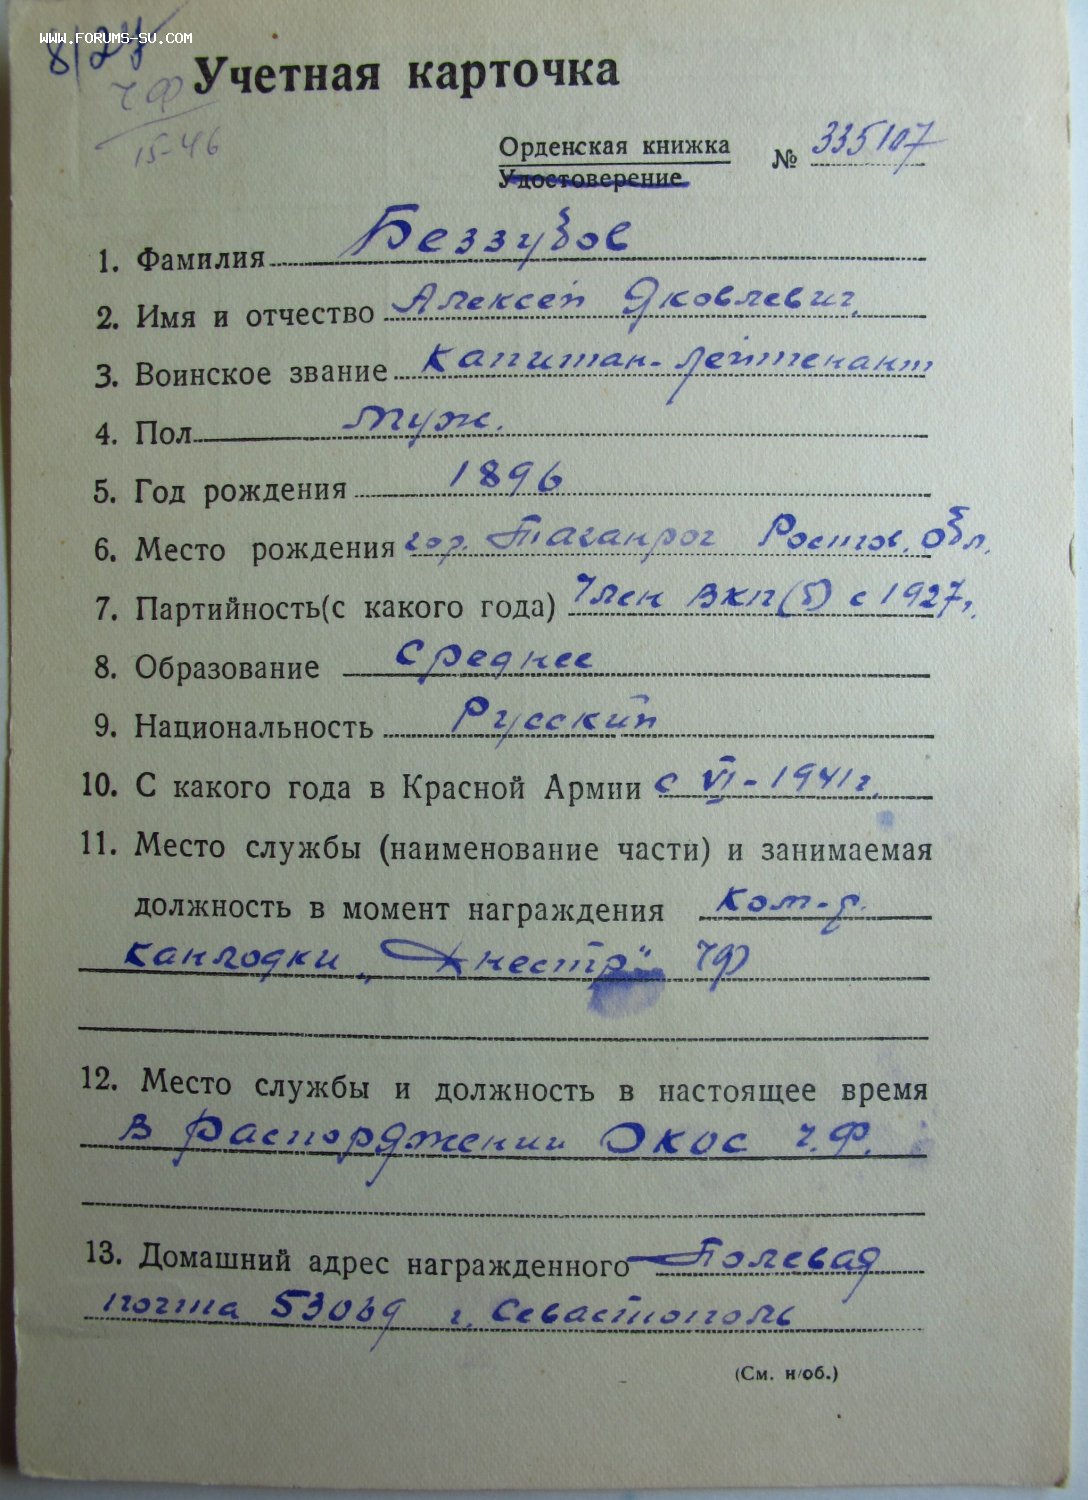 WWW.FORUMS-SU.COM
8/2
ЧФ
15-46
Учетная карточка
Орденская книжка
Удостоверение
№ 335107
1. Фамилия Беззубов
2. Имя и отчество Алексей Яковлевич.
3. Воинское звание Капитан-лейтенант
4. Пол муж.
5. Год рождения 1896
6. Место рождения гор. Таганрог Ростов. обл.
7. Партийность(с какого года) Член ВКП(б) с 1927г.
8. Образование Среднее
9. Национальность Русский
10. С какого года в Красной Армии с VI-1941г.
11. Место службы (наименование части) и занимаемая
должность в момент награждения Ком-р.
канлодки „Днестр" ЧФ
12. Место службы и должность в настоящее время
В распоряжении ОКОС Ч.Ф.
13. Домашний адрес награжденного Полевая
почта 53069 г. Севастополь
(См. н/об.)